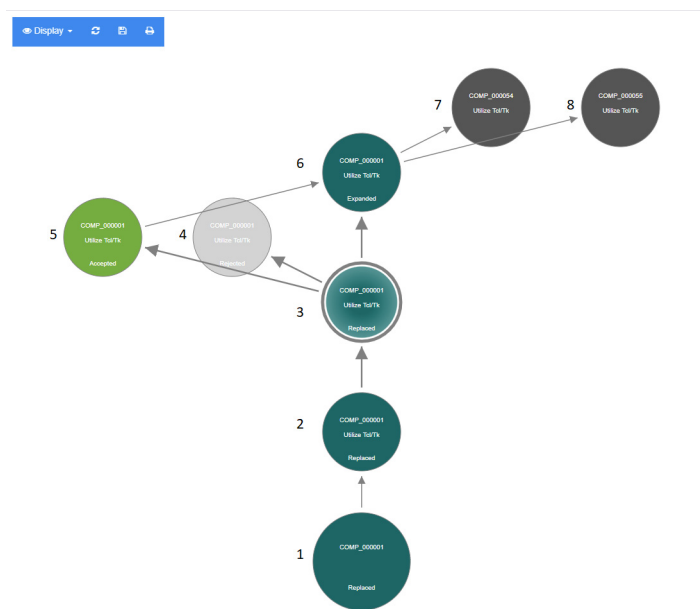 Display
COMP_000054
Utilize Tol/Tk
7
COMP_000055
Utilize Tol/Tk
8
6
COMP_000001
Utilize Tol/Tk
Expanded
5
COMP_000001
Utilize Tol/Tk
Accepted
4
COMP_000001
Utilize Tol/Tk
Rejected
3
COMP_000001
Utilize Tol/Tk
Replaced
2
COMP_000001
Utilize Tol/Tk
Replaced
1
COMP_000001
Replaced